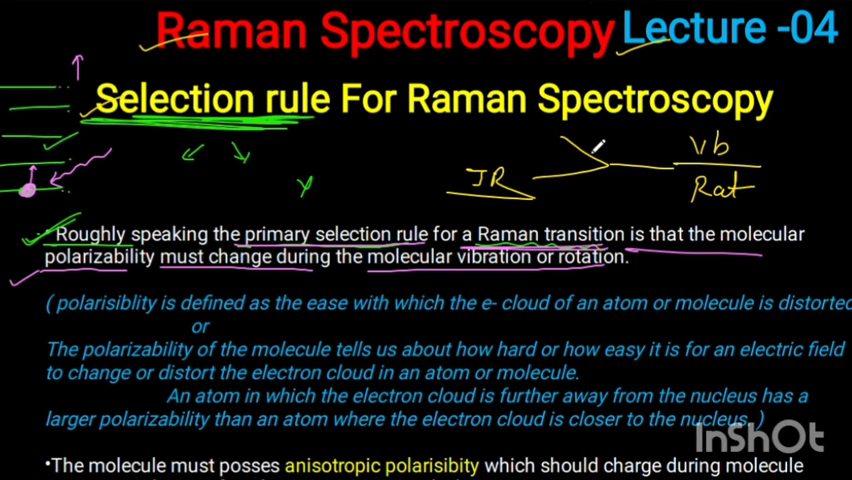 Raman Spectroscopy Lecture -04
Selection rule For Raman Spectroscopy
IR
Vb
Rat
Roughly speaking the primary selection rule for a Raman transition is that the molecular
polarizability must change during the molecular vibration or rotation.
( polarisiblity is defined as the ease with which the e- cloud of an atom or molecule is distorted
or
The polarizability of the molecule tells us about how hard or how easy it is for an electric field
to change or distort the electron cloud in an atom or molecule.
An atom in which the electron cloud is further away from the nucleus has a
larger polarizability than an atom where the electron cloud is closer to the nucleus. )
InShOt
•The molecule must posses anisotropic polarisibity which should charge during molecule